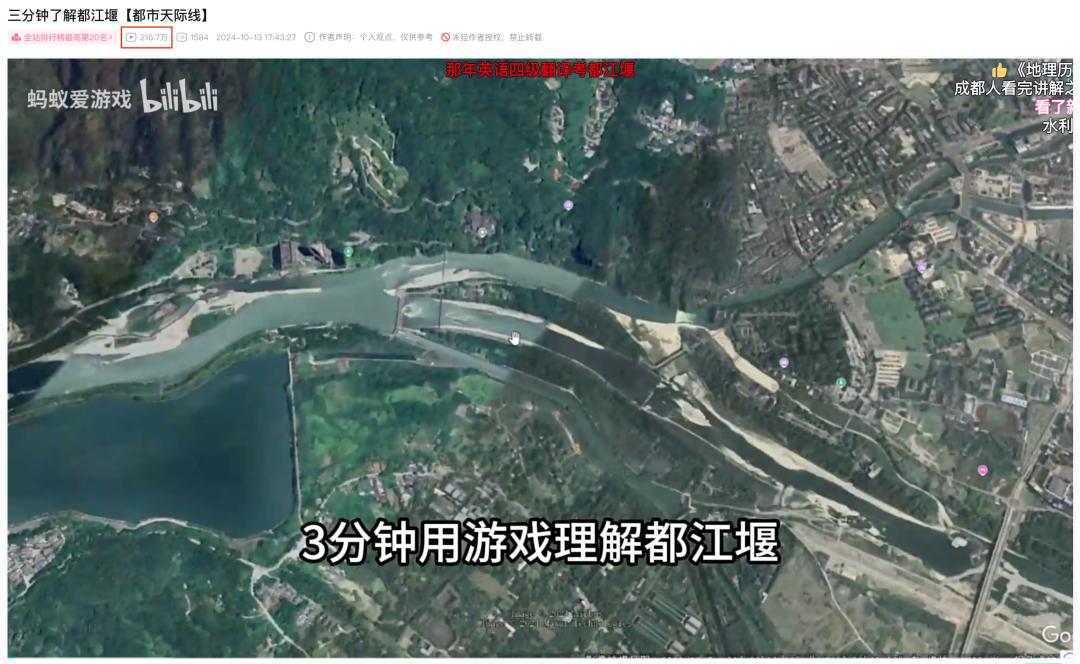 三分钟了解都江堰【都市天际线】
全站排行榜最高第20名 216.7万 1584 2024-10-13 17:43:27 作者声明：个人观点，仅供参考 未经作者授权，禁止转载
那年英语四级翻译考都江堰
《地理历
蚂蚁爱游戏 bilibili
成都人看完讲解之
看了新
水利
3分钟用游戏理解都江堰
Go